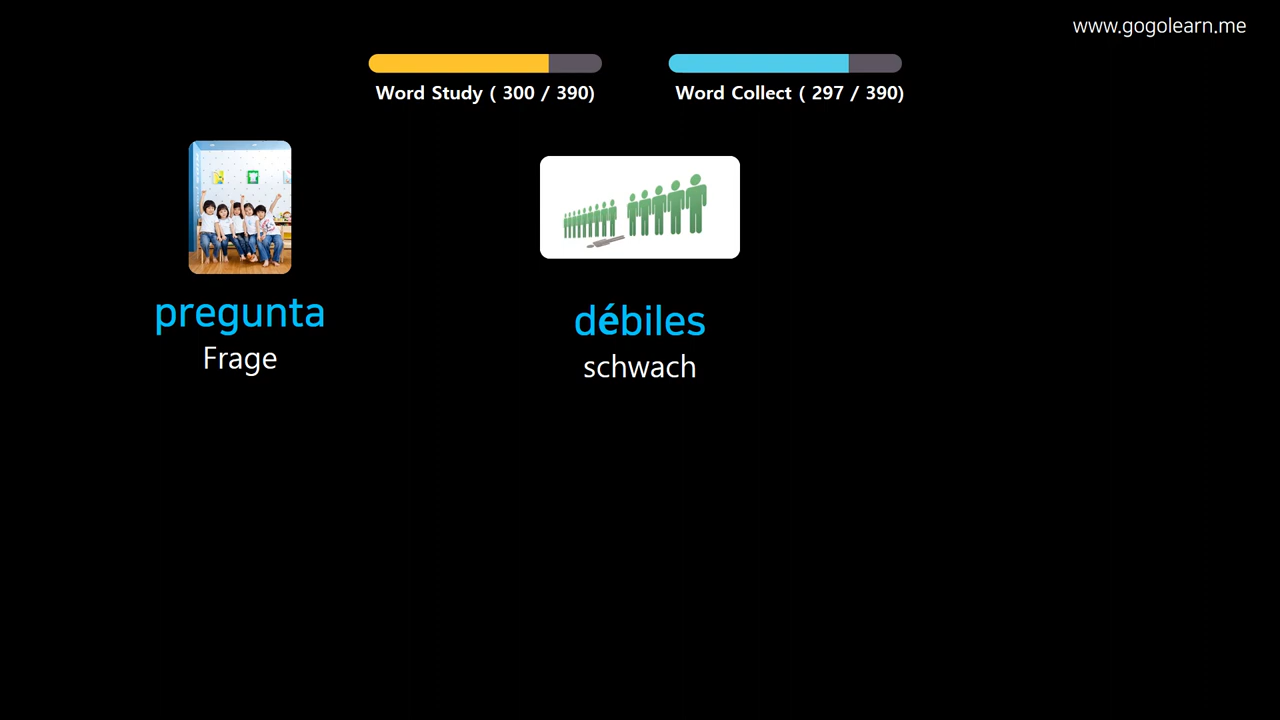 www.gogolearn.me
Word Study ( 300 / 390)
Word Collect ( 297 / 390)
pregunta
Frage
débiles
schwach